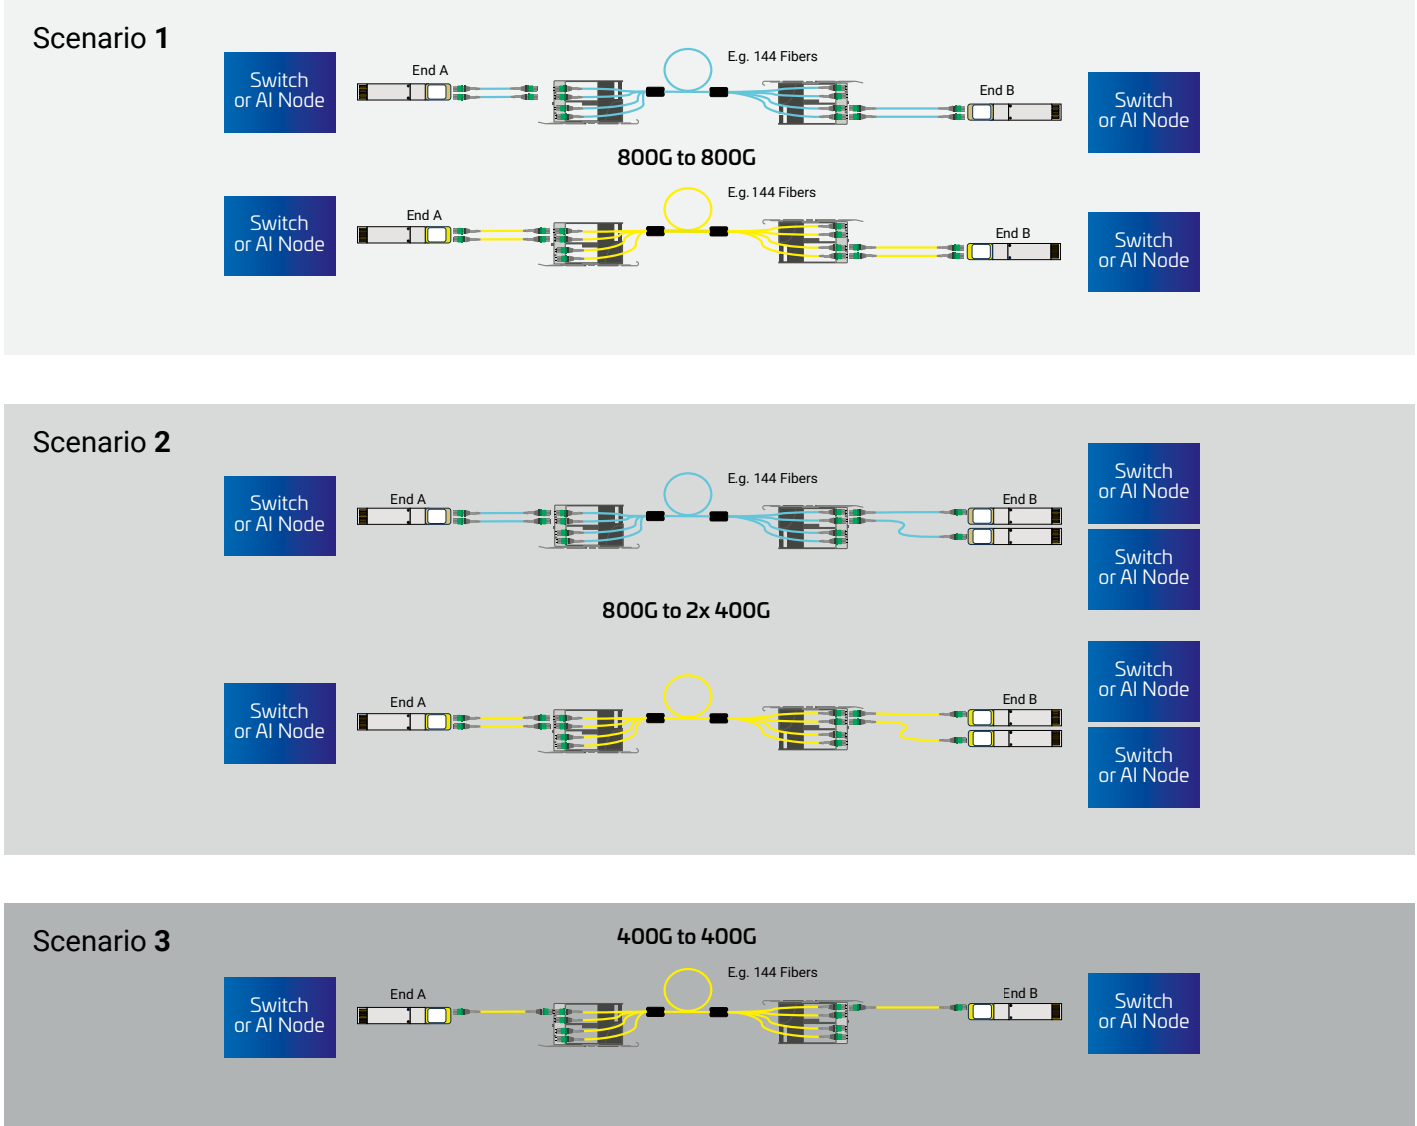 Scenario 1
Switch
or AI Node
End A
E.g. 144 Fibers
End B
Switch
or AI Node
800G to 800G
Switch
or AI Node
End A
E.g. 144 Fibers
End B
Switch
or AI Node
Scenario 2
Switch
or AI Node
End A
E.g. 144 Fibers
End B
Switch
or AI Node
Switch
or AI Node
800G to 2x 400G
Switch
or AI Node
End A
End B
Switch
or AI Node
Switch
or AI Node
Scenario 3
400G to 400G
Switch
or AI Node
End A
E.g. 144 Fibers
End B
Switch
or AI Node